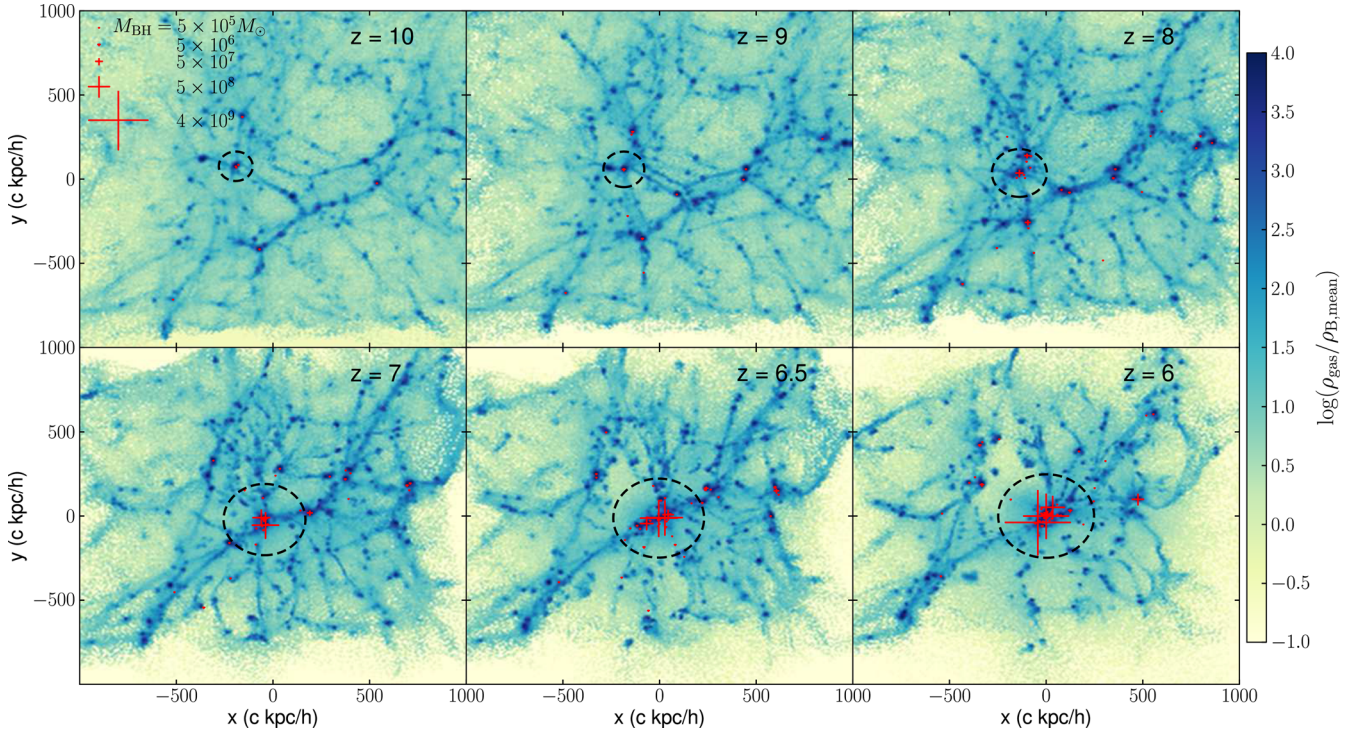 1000
500
0
−500
y (c kpc/h)
M_BH = 5 × 10^5 M_⊙
5 × 10^6
5 × 10^7
5 × 10^8
4 × 10^9
z = 10
z = 9
z = 8
1000
500
0
−500
y (c kpc/h)
z = 7
z = 6.5
z = 6
−500 0 500 1000
−500 0 500 1000
−500 0 500 1000
x (c kpc/h)
x (c kpc/h)
x (c kpc/h)
4.0
3.5
3.0
2.5
2.0
1.5
1.0
0.5
0.0
−0.5
−1.0
log(ρ_gas/ρ_B,mean)